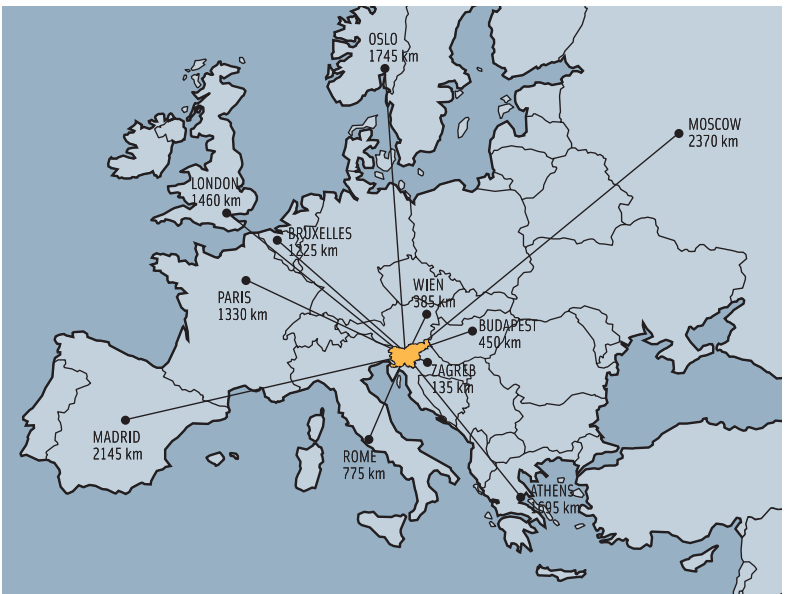 OSLO
1745 km
MOSCOW
2370 km
LONDON
1460 km
BRUXELLES
1225 km
WIEN
385 km
PARIS
1330 km
BUDAPEST
450 km
ZAGREB
135 km
MADRID
2145 km
ROME
775 km
ATHENS
1695 km